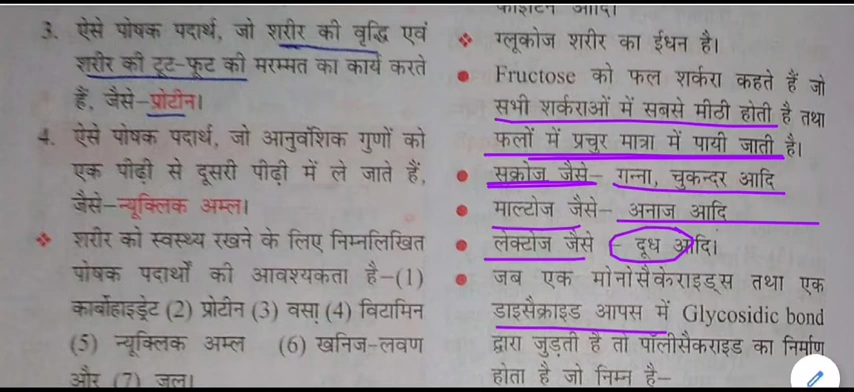 3. ऐसे पोषक पदार्थ, जो शरीर की वृद्धि एवं
शरीर की टूट-फूट की मरम्मत का कार्य करते
हैं, जैसे–प्रोटीन।
4. ऐसे पोषक पदार्थ, जो आनुवंशिक गुणों को
एक पीढ़ी से दूसरी पीढ़ी में ले जाते हैं,
जैसे–न्यूक्लिक अम्ल।
❖ शरीर को स्वस्थ्य रखने के लिए निम्नलिखित
पोषक पदार्थों की आवश्यकता है–(1)
कार्बोहाइड्रेट (2) प्रोटीन (3) वसा (4) विटामिन
(5) न्यूक्लिक अम्ल (6) खनिज-लवण
और (7) जल।
आदि।
❖ ग्लूकोज शरीर का ईधन है।
● Fructose को फल शर्करा कहते हैं जो
सभी शर्कराओं में सबसे मीठी होती है तथा
फलों में प्रचुर मात्रा में पायी जाती है।
● सक्रोज जैसे– गन्ना, चुकन्दर आदि
● माल्टोज जैसे– अनाज आदि
● लेक्टोज जैसे – दूध आदि।
● जब एक मोनोसैकेराइड्स तथा एक
डाइसैक्राइड आपस में Glycosidic bond
द्वारा जुड़ती है तो पॉलीसैकराइड का निर्माण
होता है जो निम्न है–